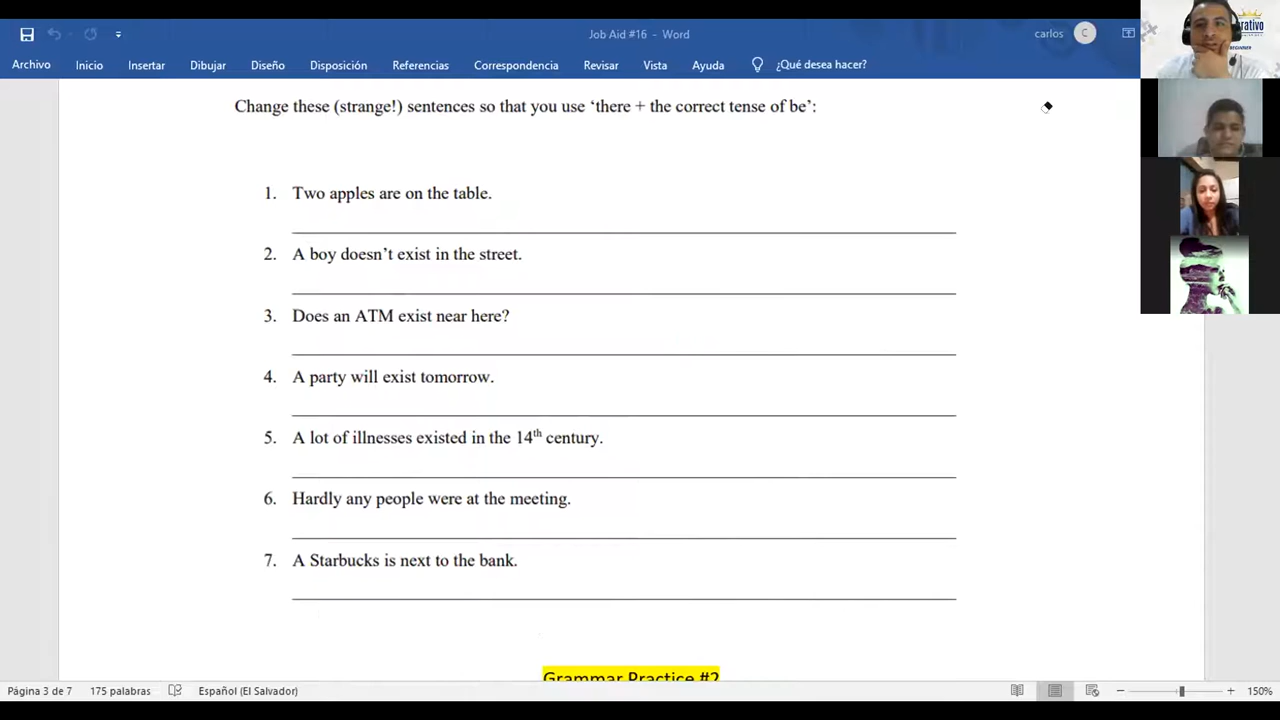 Job Aid #16 - Word
carlos
C
rativo
BEGINNER
Archivo Inicio Insertar Dibujar Diseño Disposición Referencias Correspondencia Revisar Vista Ayuda ¿Qué desea hacer?
Change these (strange!) sentences so that you use ‘there + the correct tense of be’:
1. Two apples are on the table.
2. A boy doesn’t exist in the street.
3. Does an ATM exist near here?
4. A party will exist tomorrow.
5. A lot of illnesses existed in the 14th century.
6. Hardly any people were at the meeting.
7. A Starbucks is next to the bank.
Grammar Practice #2
Página 3 de 7 175 palabras Español (El Salvador) 150%